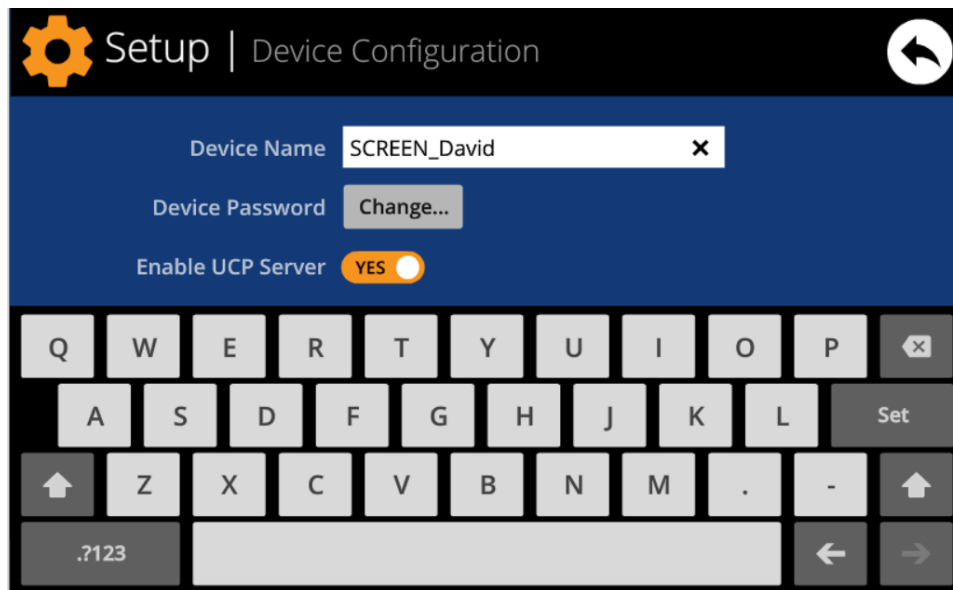 Setup | Device Configuration
Device Name SCREEN_David
Device Password Change...
Enable UCP Server YES
Q W E R T Y U I O P
A S D F G H J K L Set
Z X C V B N M . -
.?123